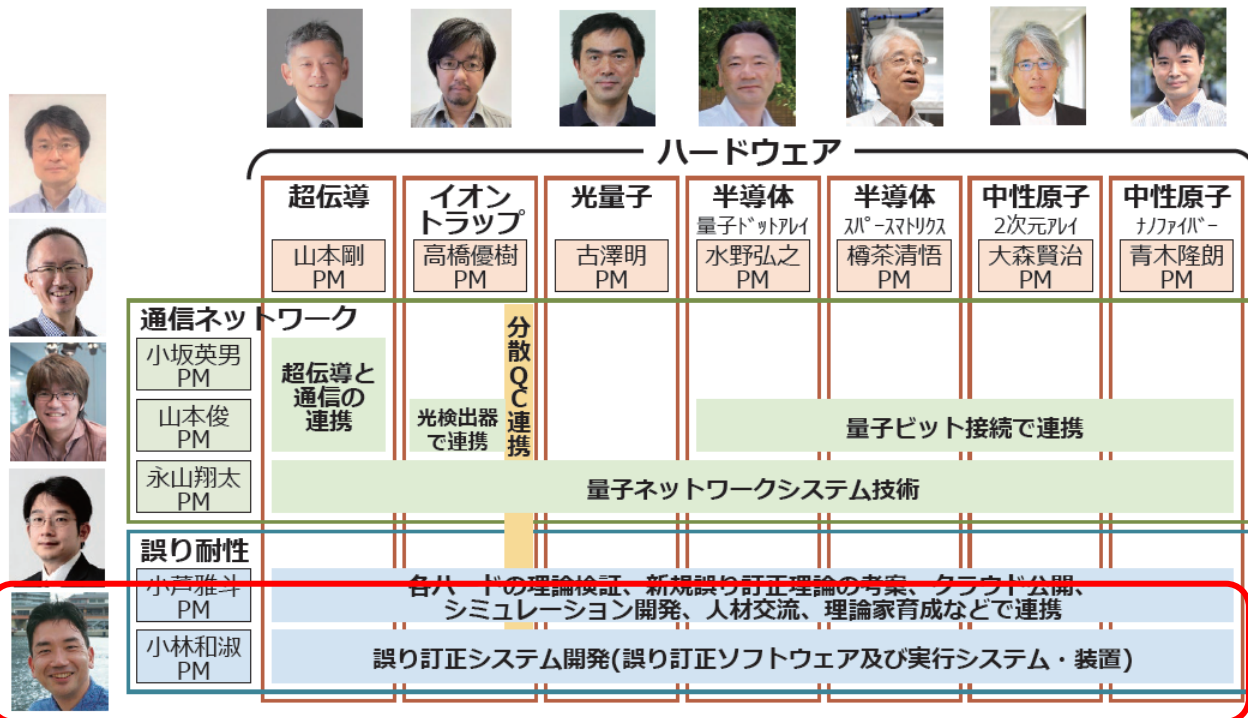 ハードウェア
超伝導
山本剛
PM
イオン
トラップ
高橋優樹
PM
光量子
古澤明
PM
半導体
量子ドットアレイ
水野弘之
PM
半導体
スパースマトリクス
樽茶清悟
PM
中性原子
2次元アレイ
大森賢治
PM
中性原子
ナノファイバー
青木隆朗
PM
通信ネットワーク
小坂英男
PM
山本俊
PM
永山翔太
PM
超伝導と
通信の
連携
光検出器
で連携
分散QC連携
量子ビット接続で連携
量子ネットワークシステム技術
誤り耐性
小芦雅斗
PM
各ハードの理論検証、新規誤り訂正理論の考案、クラウド公開、
シミュレーション開発、人材交流、理論家育成などで連携
小林和淑
PM
誤り訂正システム開発(誤り訂正ソフトウェア及び実行システム・装置)